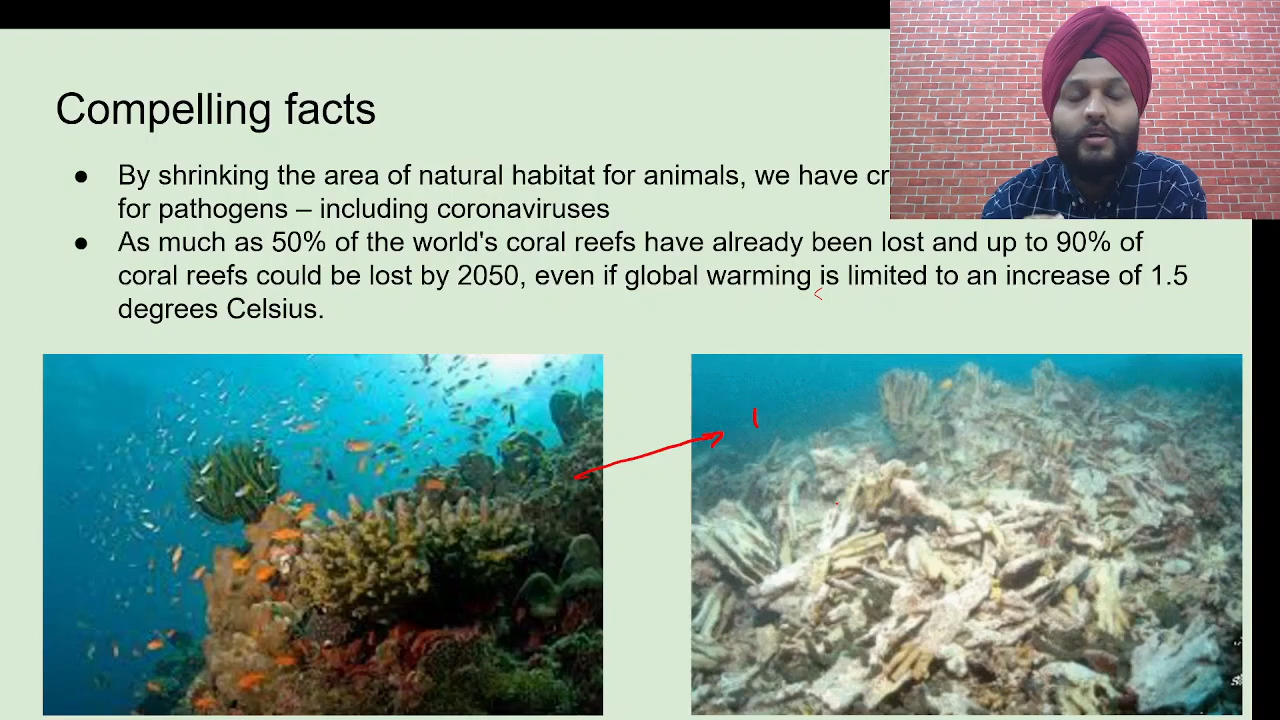 Compelling facts
● By shrinking the area of natural habitat for animals, we have cr
for pathogens – including coronaviruses
● As much as 50% of the world's coral reefs have already been lost and up to 90% of
coral reefs could be lost by 2050, even if global warming is limited to an increase of 1.5
degrees Celsius.